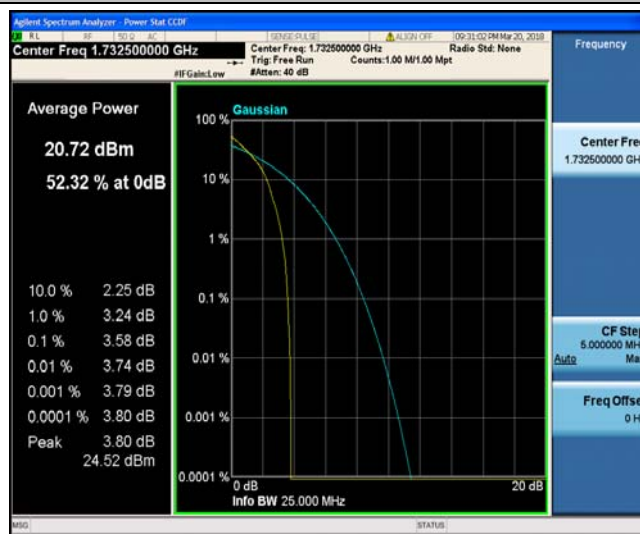 Agilent Spectrum Analyzer - Power Stat CCDF
RL RF 50 Ω AC SENSE:PULSE ALIGN OFF 09:31:02 PM Mar 20, 2018
Center Freq 1.732500000 GHz
Center Freq: 1.732500000 GHz Radio Std: None
Trig: Free Run Counts:1.00 M/1.00 Mpt
#IFGain:Low #Atten: 40 dB
Frequency
Average Power
20.72 dBm
52.32 % at 0dB
10.0 % 2.25 dB
1.0 % 3.24 dB
0.1 % 3.58 dB
0.01 % 3.74 dB
0.001 % 3.79 dB
0.0001 % 3.80 dB
Peak 3.80 dB
24.52 dBm
Gaussian
100 %
10 %
1 %
0.1 %
0.01 %
0.001 %
0.0001 %
0 dB 20 dB
Info BW 25.000 MHz
Center Fre
1.732500000 GH
CF Step
5.000000 MH
Auto Ma
Freq Offse
0 H
MSG STATUS